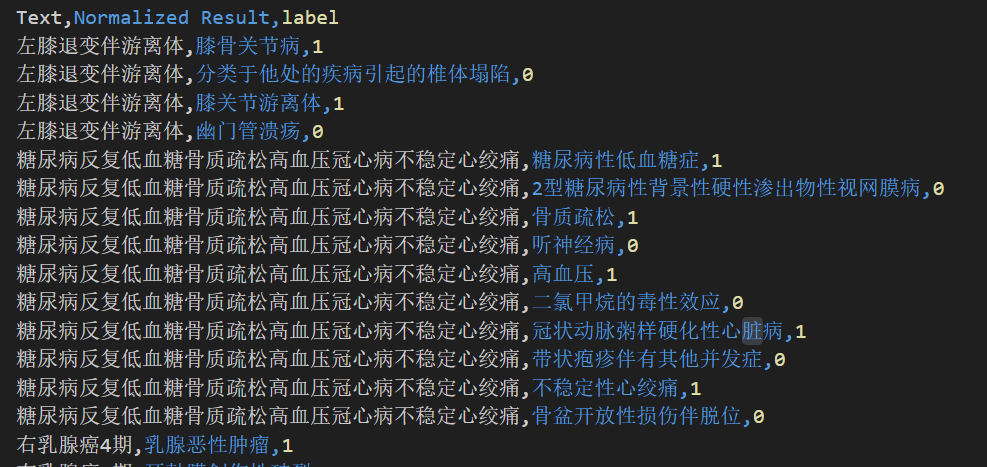 Text,Normalized Result,label
左膝退变伴游离体,膝骨关节病,1
左膝退变伴游离体,分类于他处的疾病引起的椎体塌陷,0
左膝退变伴游离体,膝关节游离体,1
左膝退变伴游离体,幽门管溃疡,0
糖尿病反复低血糖骨质疏松高血压冠心病不稳定心绞痛,糖尿病性低血糖症,1
糖尿病反复低血糖骨质疏松高血压冠心病不稳定心绞痛,2型糖尿病性背景性硬性渗出物性视网膜病,0
糖尿病反复低血糖骨质疏松高血压冠心病不稳定心绞痛,骨质疏松,1
糖尿病反复低血糖骨质疏松高血压冠心病不稳定心绞痛,听神经病,0
糖尿病反复低血糖骨质疏松高血压冠心病不稳定心绞痛,高血压,1
糖尿病反复低血糖骨质疏松高血压冠心病不稳定心绞痛,二氯甲烷的毒性效应,0
糖尿病反复低血糖骨质疏松高血压冠心病不稳定心绞痛,冠状动脉粥样硬化性心脏病,1
糖尿病反复低血糖骨质疏松高血压冠心病不稳定心绞痛,带状疱疹伴有其他并发症,0
糖尿病反复低血糖骨质疏松高血压冠心病不稳定心绞痛,不稳定性心绞痛,1
糖尿病反复低血糖骨质疏松高血压冠心病不稳定心绞痛,骨盆开放性损伤伴脱位,0
右乳腺癌4期,乳腺恶性肿瘤,1